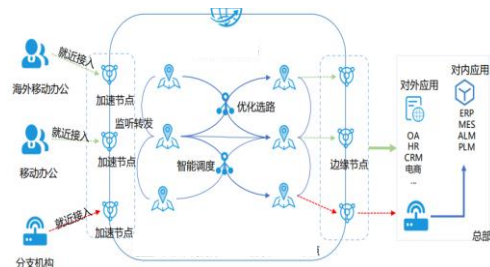 就近接入
海外移动办公
加速节点
监听转发
优化选路
就近接入
移动办公
加速节点
智能调度
边缘节点
就近接入
分支机构
加速节点
对外应用
对内应用
OA
HR
CRM
电商
...
ERP
MES
ALM
PLM
总部